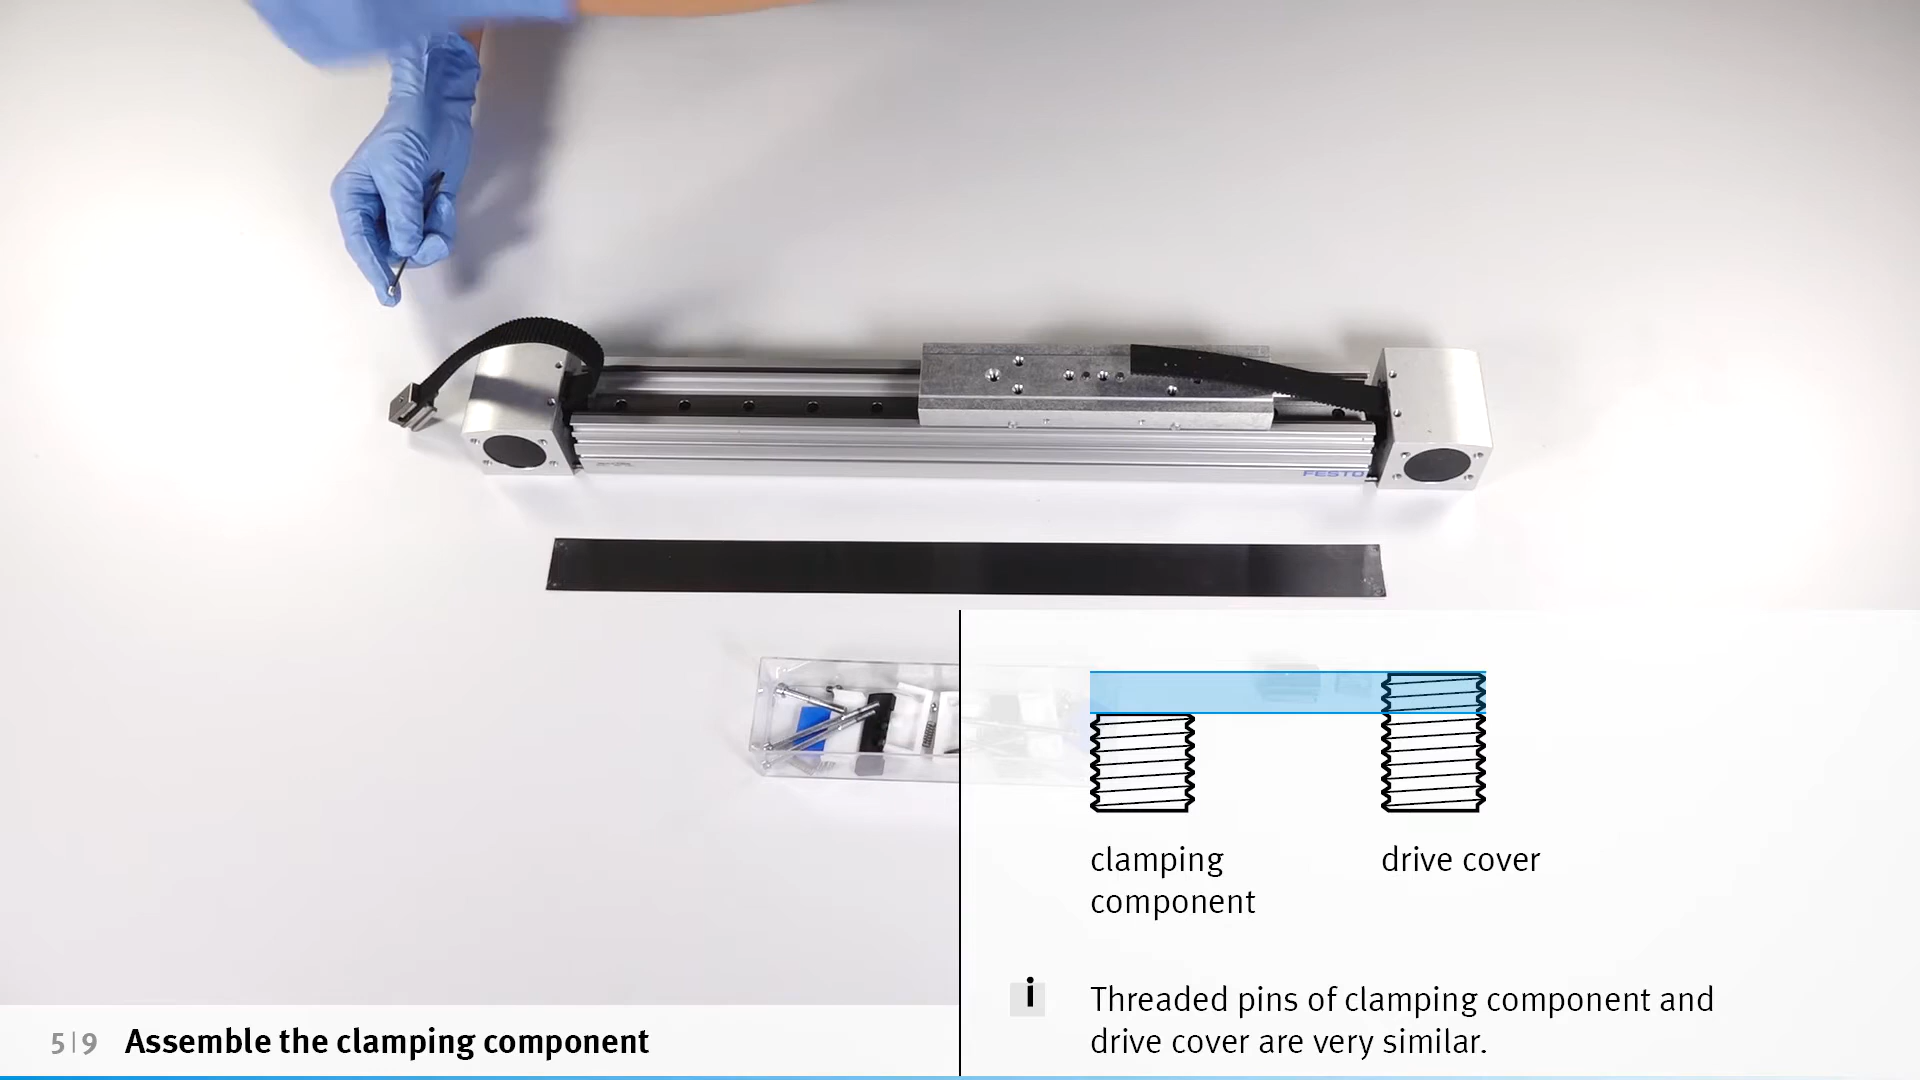 FESTO
clamping
component
drive cover
i
Threaded pins of clamping component and
drive cover are very similar.
5|9 Assemble the clamping component